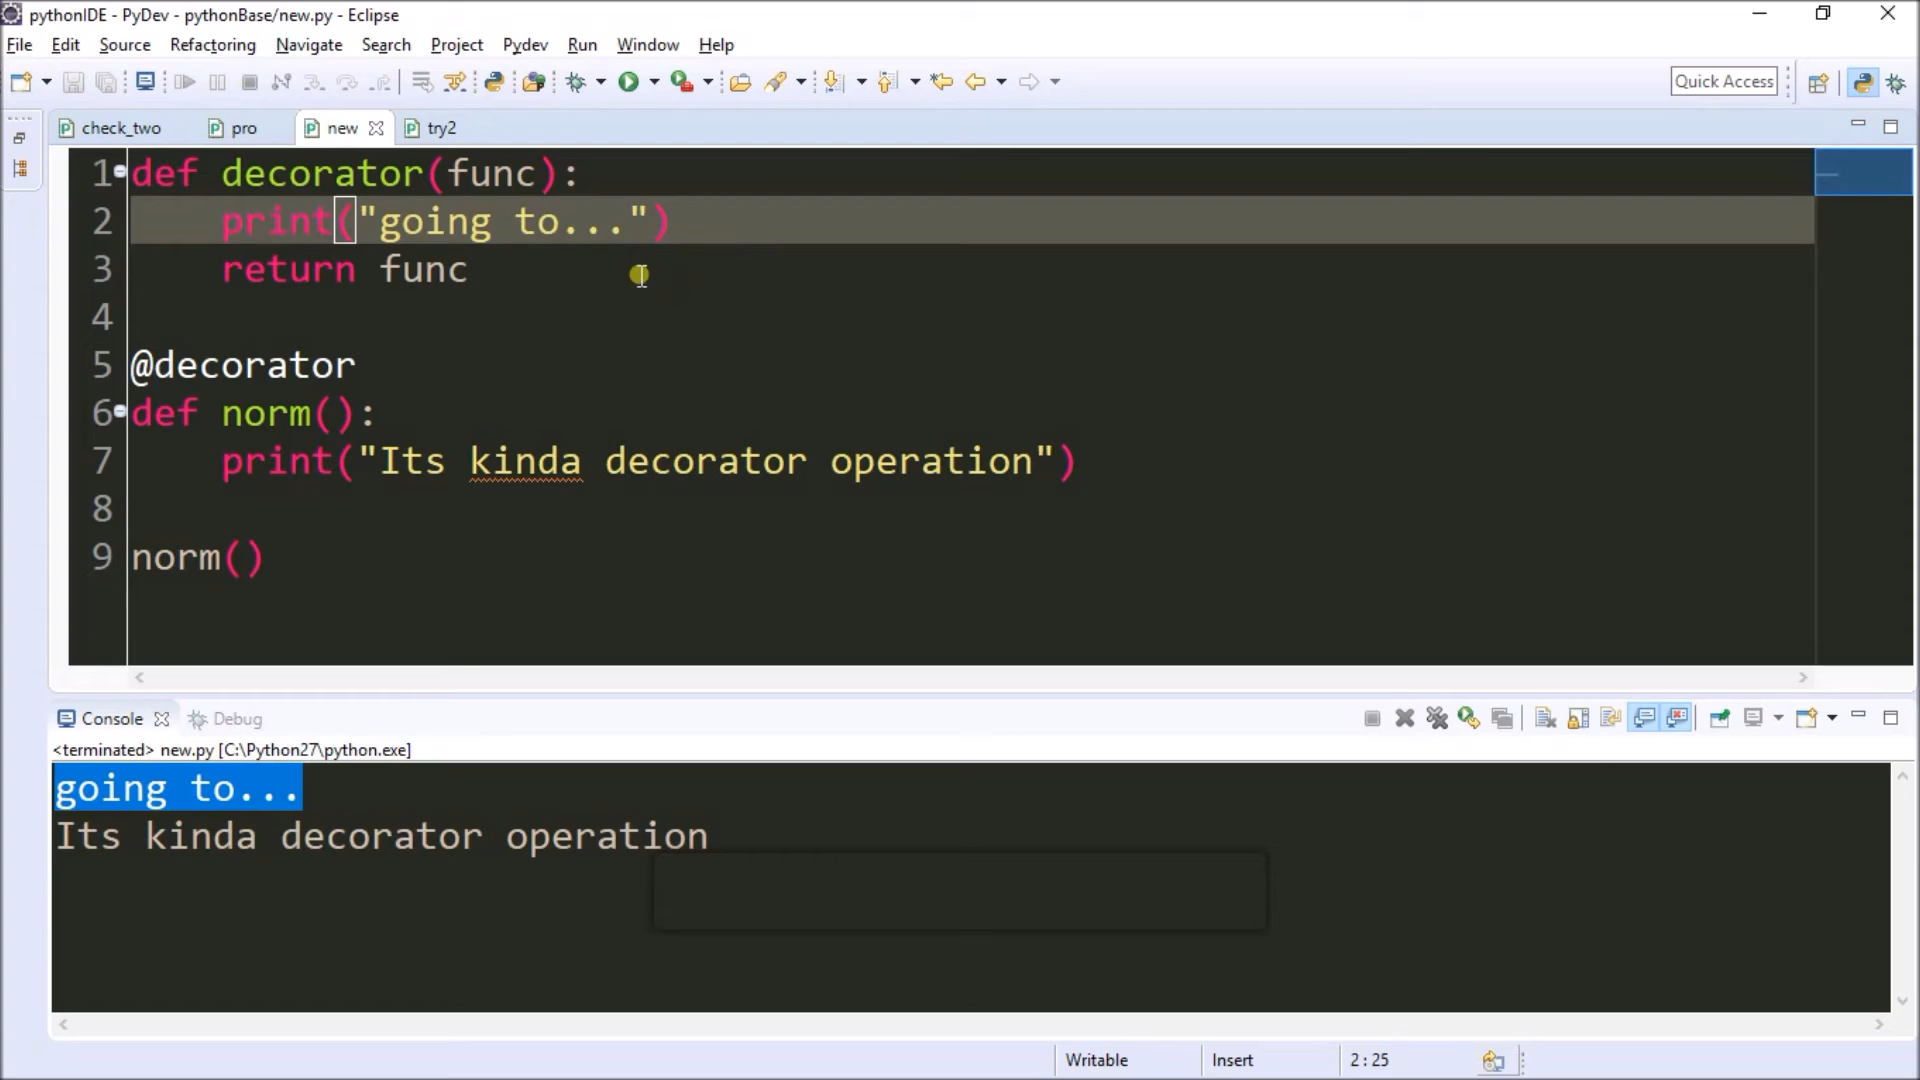 pythonIDE - PyDev - pythonBase/new.py - Eclipse
File Edit Source Refactoring Navigate Search Project Pydev Run Window Help
Quick Access
check_two pro new try2
1 def decorator(func):
2 print("going to...")
3 return func
4
5 @decorator
6 def norm():
7 print("Its kinda decorator operation")
8
9 norm()
Console Debug
<terminated> new.py [C:\Python27\python.exe]
going to...
Its kinda decorator operation
Writable Insert 2 : 25